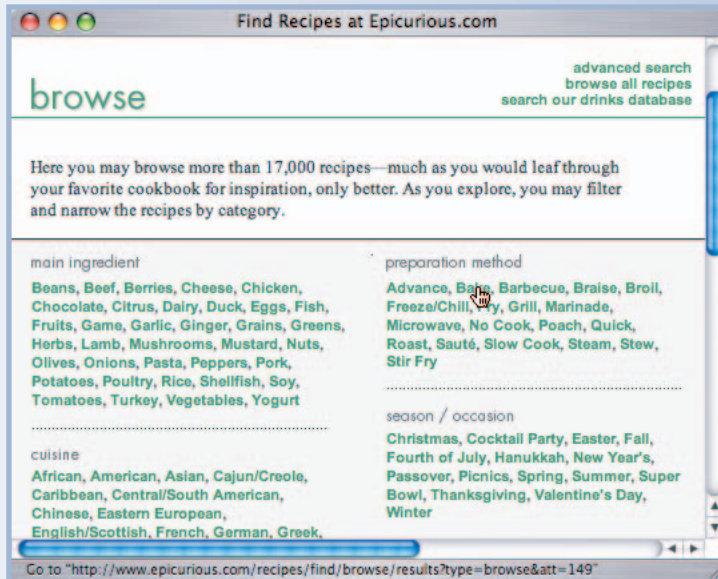 Find Recipes at Epicurious.com
advanced search
browse all recipes
search our drinks database
browse
Here you may browse more than 17,000 recipes—much as you would leaf through
your favorite cookbook for inspiration, only better. As you explore, you may filter
and narrow the recipes by category.
main ingredient
Beans, Beef, Berries, Cheese, Chicken,
Chocolate, Citrus, Dairy, Duck, Eggs, Fish,
Fruits, Game, Garlic, Ginger, Grains, Greens,
Herbs, Lamb, Mushrooms, Mustard, Nuts,
Olives, Onions, Pasta, Peppers, Pork,
Potatoes, Poultry, Rice, Shellfish, Soy,
Tomatoes, Turkey, Vegetables, Yogurt
cuisine
African, American, Asian, Cajun/Creole,
Caribbean, Central/South American,
Chinese, Eastern European,
English/Scottish, French, German, Greek,
preparation method
Advance, Bake, Barbecue, Braise, Broil,
Freeze/Chill, Fry, Grill, Marinade,
Microwave, No Cook, Poach, Quick,
Roast, Sauté, Slow Cook, Steam, Stew,
Stir Fry
season / occasion
Christmas, Cocktail Party, Easter, Fall,
Fourth of July, Hanukkah, New Year's,
Passover, Picnics, Spring, Summer, Super
Bowl, Thanksgiving, Valentine's Day,
Winter
Go to "http://www.epicurious.com/recipes/find/browse/results?type=browse&att=149"